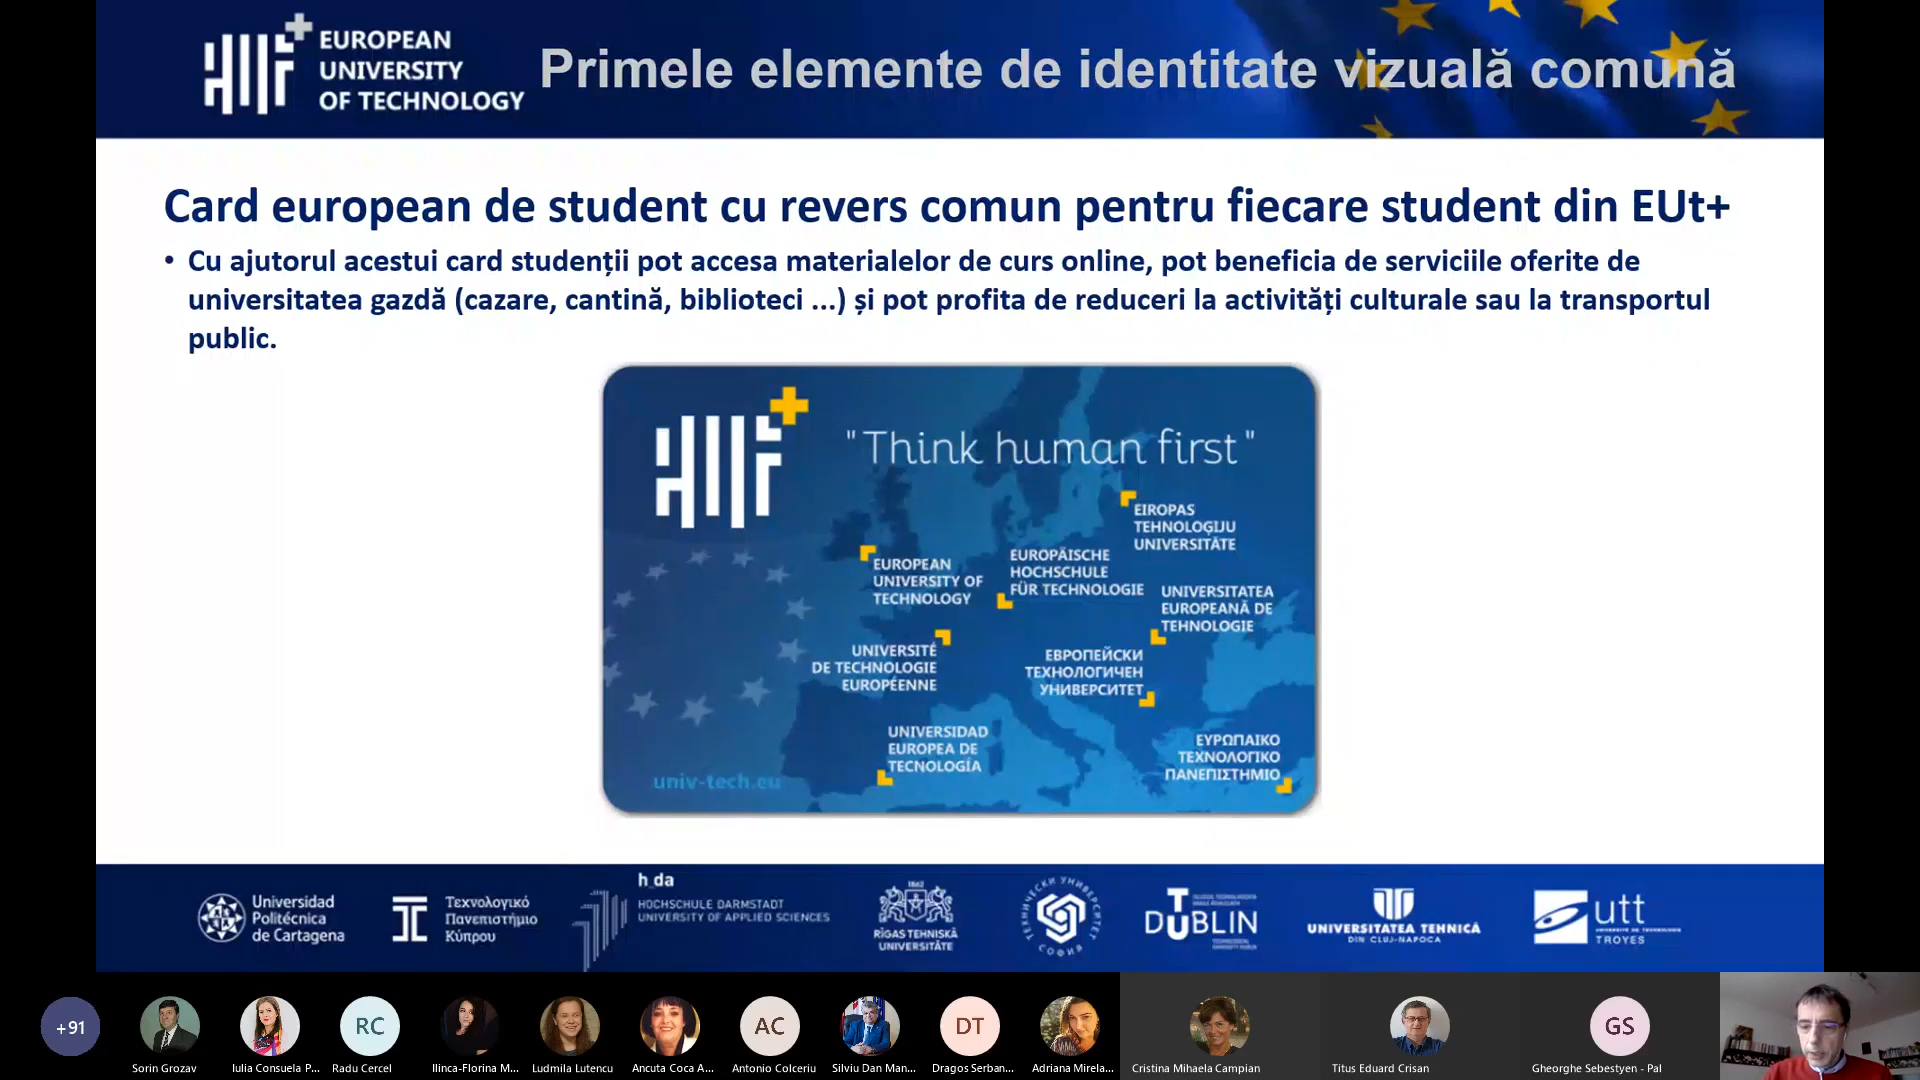 EUROPEAN
UNIVERSITY
OF TECHNOLOGY
Primele elemente de identitate vizuală comună
Card european de student cu revers comun pentru fiecare student din EUt+
• Cu ajutorul acestui card studenții pot accesa materialelor de curs online, pot beneficia de serviciile oferite de
universitatea gazdă (cazare, cantină, biblioteci ...) și pot profita de reduceri la activități culturale sau la transportul
public.
"Think human first"
EIROPAS
TEHNOLOĢIJU
UNIVERSITĀTE
EUROPEAN
UNIVERSITY OF
TECHNOLOGY
EUROPÄISCHE
HOCHSCHULE
FÜR TECHNOLOGIE
UNIVERSITATEA
EUROPEANĂ DE
TEHNOLOGIE
UNIVERSITÉ
DE TECHNOLOGIE
EUROPÉENNE
ЕВРОПЕЙСКИ
ТЕХНОЛОГИЧЕН
УНИВЕРСИТЕТ
UNIVERSIDAD
EUROPEA DE
TECNOLOGÍA
ΕΥΡΩΠΑΙΚΟ
ΤΕΧΝΟΛΟΓΙΚΟ
ΠΑΝΕΠΙΣΤΗΜΙΟ
univ-tech.eu
Universidad
Politécnica
de Cartagena
Τεχνολογικό
Πανεπιστήμιο
Κύπρου
h_da
HOCHSCHULE DARMSTADT
UNIVERSITY OF APPLIED SCIENCES
1862
RĪGAS TEHNISKĀ
UNIVERSITĀTE
ТЕХНИЧЕСКИ УНИВЕРСИТЕТ
СОФИЯ
T
DUBLIN
UNIVERSITATEA TEHNICĂ
DIN CLUJ-NAPOCA
utt
UNIVERSITÉ DE TECHNOLOGIE
TROYES
+91
Sorin Grozav
Iulia Consuela P...
RC
Radu Cercel
Ilinca-Florina M...
Ludmila Lutencu
Ancuta Coca A...
AC
Antonio Colceriu
Silviu Dan Man...
DT
Dragos Serban...
Adriana Mirela...
Cristina Mihaela Campian
Titus Eduard Crisan
GS
Gheorghe Sebestyen - Pal